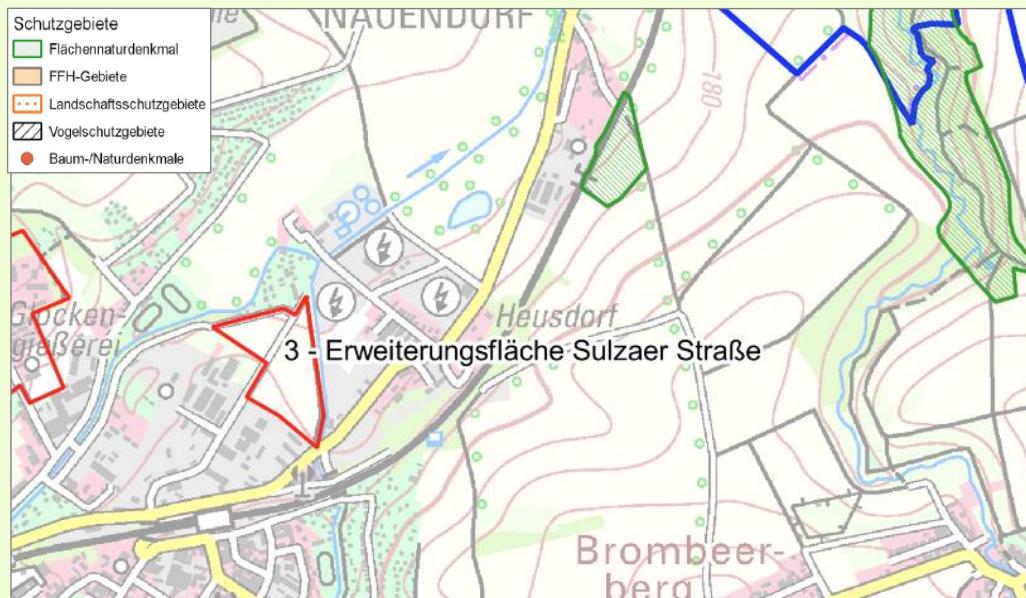 Schutzgebiete
Flächennaturdenkmal
FFH-Gebiete
Landschaftsschutzgebiete
Vogelschutzgebiete
Baum-/Naturdenkmale
NAUENDORF
180
Glocken-
gießerei
Heusdorf
3 - Erweiterungsfläche Sulzaer Straße
Brombeer-
berg